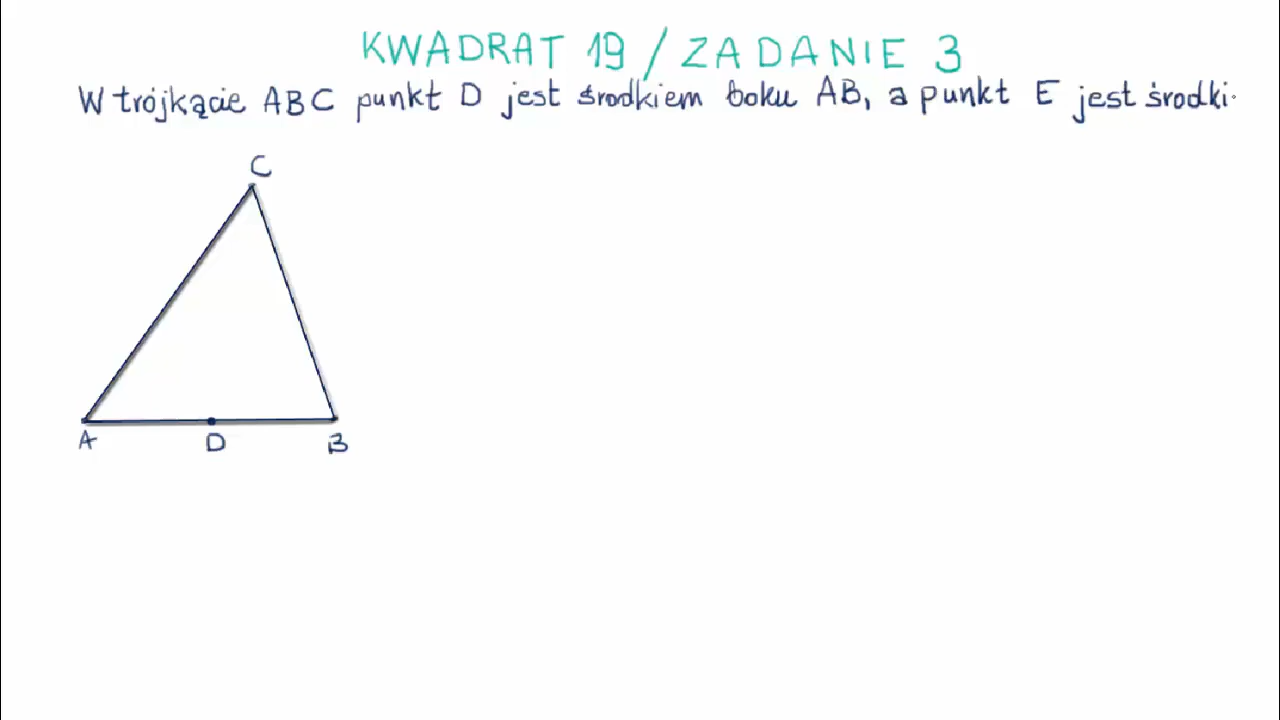 KWADRAT 19 / ZADANIE 3
W trójkącie ABC punkt D jest środkiem boku AB, a punkt E jest środki
C
A D B